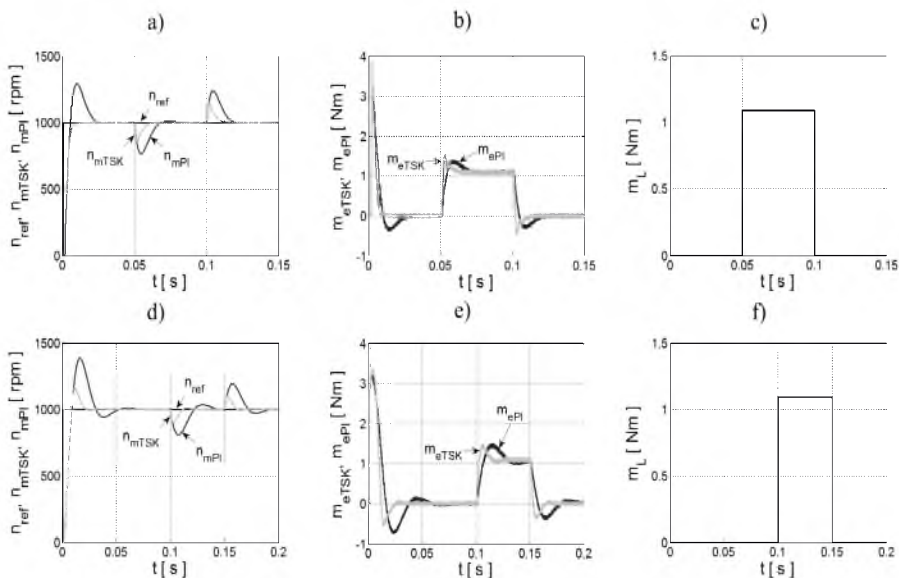 a)
n_ref, n_mTSK, n_mPI [ rpm ]
1500
1000
500
0
n_ref
n_mTSK
n_mPI
0 0.05 0.1 0.15
t [ s ]
b)
m_eTSK, m_ePI [ Nm ]
4
3
2
1
0
-1
m_eTSK
m_ePI
0 0.05 0.1 0.15
t [ s ]
c)
m_L [ Nm ]
1.5
1
0.5
0
0 0.05 0.1 0.15
t [ s ]
d)
n_ref, n_mTSK, n_mPI [ rpm ]
1500
1000
500
0
n_ref
n_mTSK
n_mPI
0 0.05 0.1 0.15 0.2
t [ s ]
e)
m_eTSK, m_ePI [ Nm ]
4
3
2
1
0
-1
m_ePI
m_eTSK
0 0.05 0.1 0.15 0.2
t [ s ]
f)
m_L [ Nm ]
1.5
1
0.5
0
0 0.05 0.1 0.15 0.2
t [ s ]